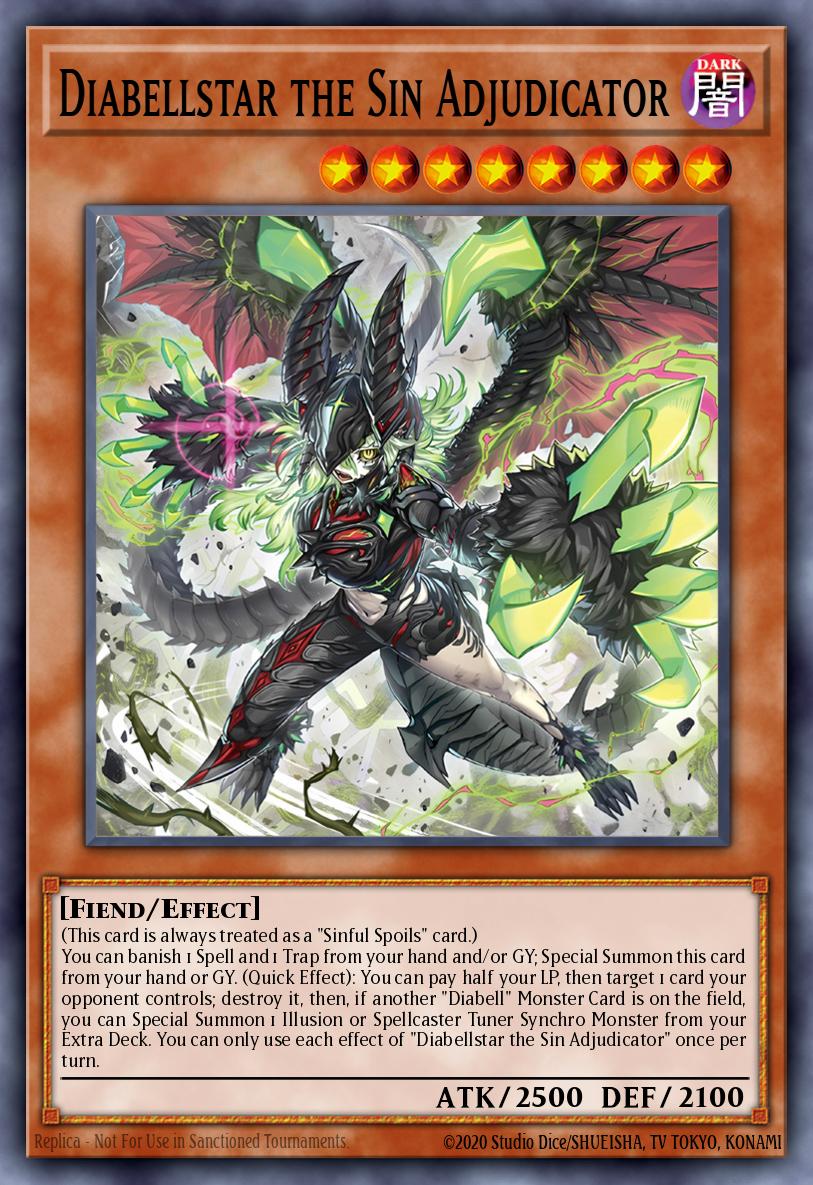 Diabellstar the Sin Adjudicator
DARK
闇
[Fiend/Effect]
(This card is always treated as a "Sinful Spoils" card.)
You can banish 1 Spell and 1 Trap from your hand and/or GY; Special Summon this card
from your hand or GY. (Quick Effect): You can pay half your LP, then target 1 card your
opponent controls; destroy it, then, if another "Diabell" Monster Card is on the field,
you can Special Summon 1 Illusion or Spellcaster Tuner Synchro Monster from your
Extra Deck. You can only use each effect of "Diabellstar the Sin Adjudicator" once per
turn.
ATK/2500 DEF/2100
Replica - Not For Use in Sanctioned Tournaments.
©2020 Studio Dice/SHUEISHA, TV TOKYO, KONAMI